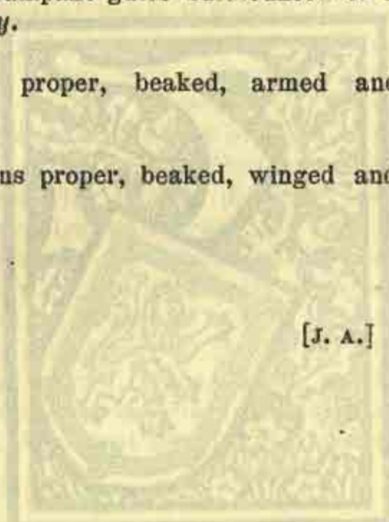 y.
proper, beaked, armed and
ns proper, beaked, winged and
[J. A.]